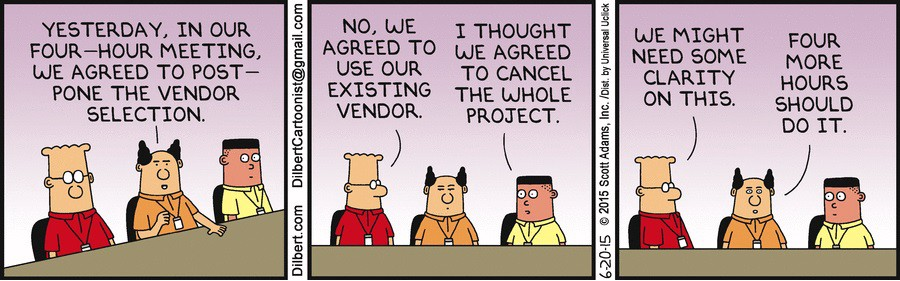 YESTERDAY, IN OUR
FOUR-HOUR MEETING,
WE AGREED TO POST-
PONE THE VENDOR
SELECTION.
Dilbert.com DilbertCartoonist@gmail.com
NO, WE
AGREED TO
USE OUR
EXISTING
VENDOR.
I THOUGHT
WE AGREED
TO CANCEL
THE WHOLE
PROJECT.
6-20-15 © 2015 Scott Adams, Inc. /Dist. by Universal Uclick
WE MIGHT
NEED SOME
CLARITY
ON THIS.
FOUR
MORE
HOURS
SHOULD
DO IT.